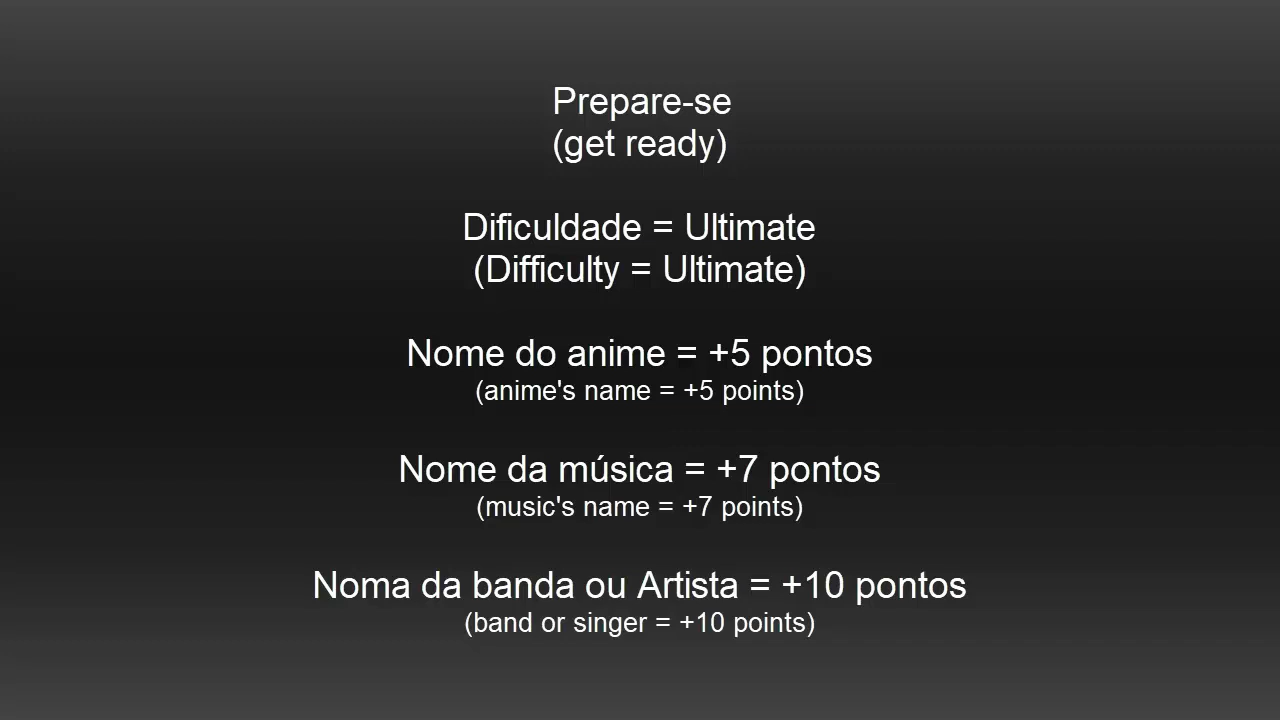 Prepare-se
(get ready)
Dificuldade = Ultimate
(Difficulty = Ultimate)
Nome do anime = +5 pontos
(anime's name = +5 points)
Nome da música = +7 pontos
(music's name = +7 points)
Noma da banda ou Artista = +10 pontos
(band or singer = +10 points)